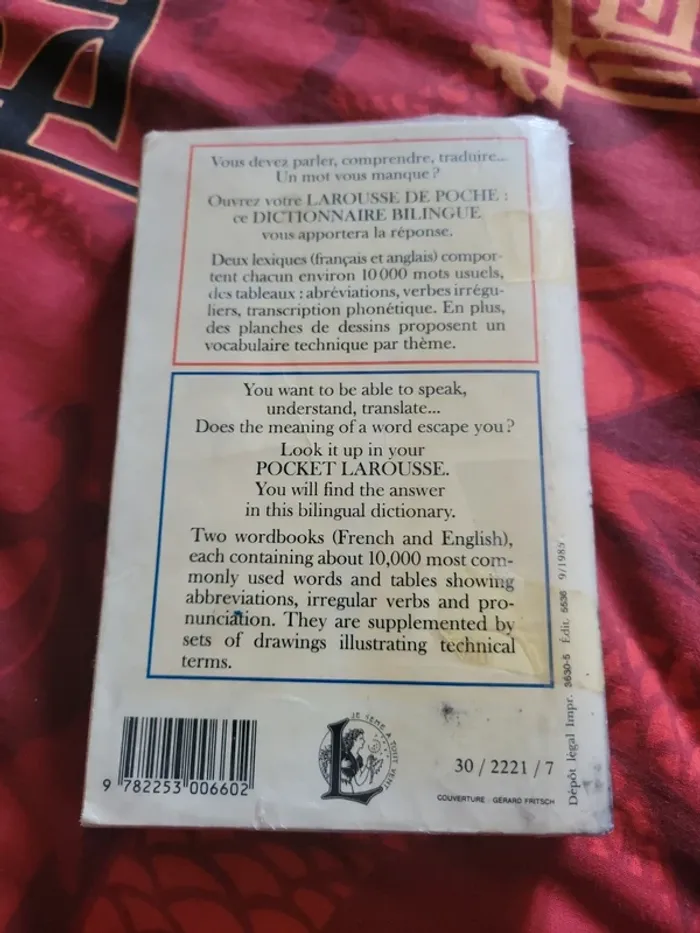 Vous devez parler, comprendre, traduire...
Un mot vous manque ?
Ouvrez votre LAROUSSE DE POCHE :
ce DICTIONNAIRE BILINGUE
vous apportera la réponse.
Deux lexiques (français et anglais) compor-
tent chacun environ 10 000 mots usuels,
des tableaux : abréviations, verbes irrégu-
liers, transcription phonétique. En plus,
des planches de dessins proposent un
vocabulaire technique par thème.
You want to be able to speak,
understand, translate...
Does the meaning of a word escape you ?
Look it up in your
POCKET LAROUSSE.
You will find the answer
in this bilingual dictionary.
Two wordbooks (French and English),
each containing about 10,000 most com-
monly used words and tables showing
abbreviations, irregular verbs and pro-
nunciation. They are supplemented by
sets of drawings illustrating technical
terms.
Dépôt légal Impr. 3630-5 Édit. 5536 9/1985
9 782253 006602
JE SEME A TOUT VENT
L
30 / 2221 / 7
COUVERTURE : GÉRARD FRITSCH